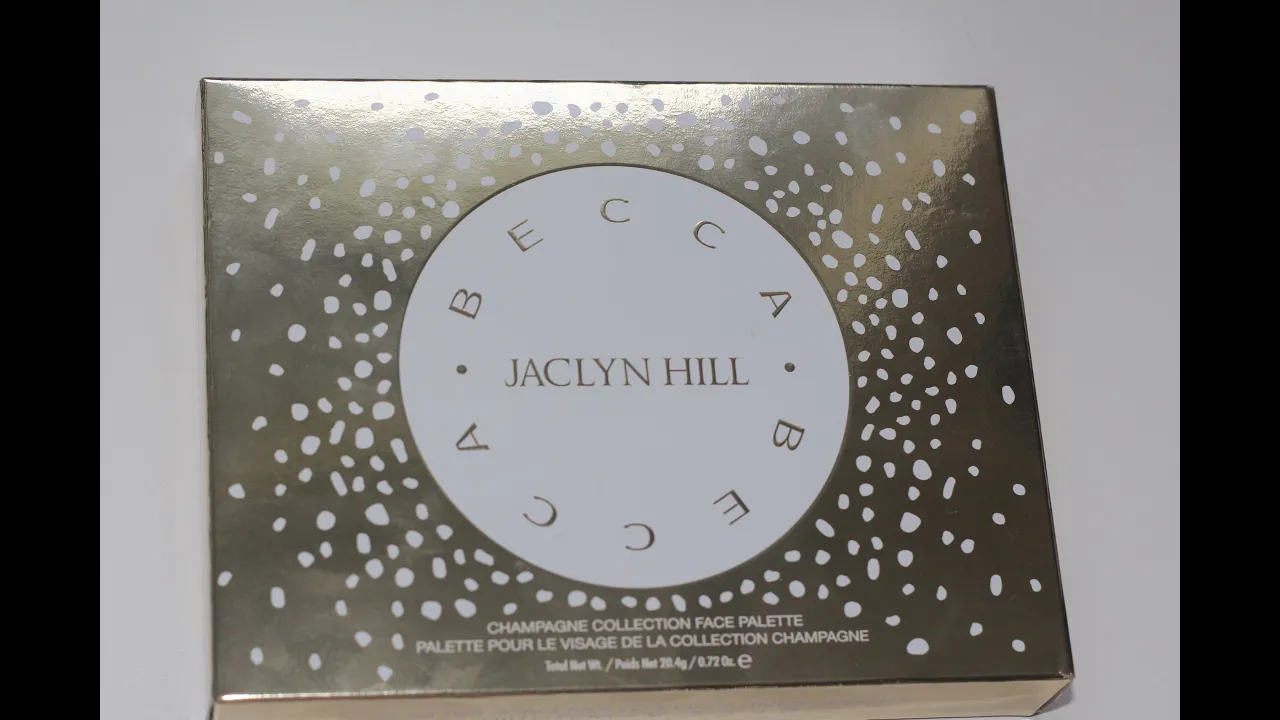 BECCA
JACLYN HILL
BECCA
CHAMPAGNE COLLECTION FACE PALETTE
PALETTE POUR LE VISAGE DE LA COLLECTION CHAMPAGNE
Total Net Wt. / Poids Net 20.4g / 0.72 Oz. e